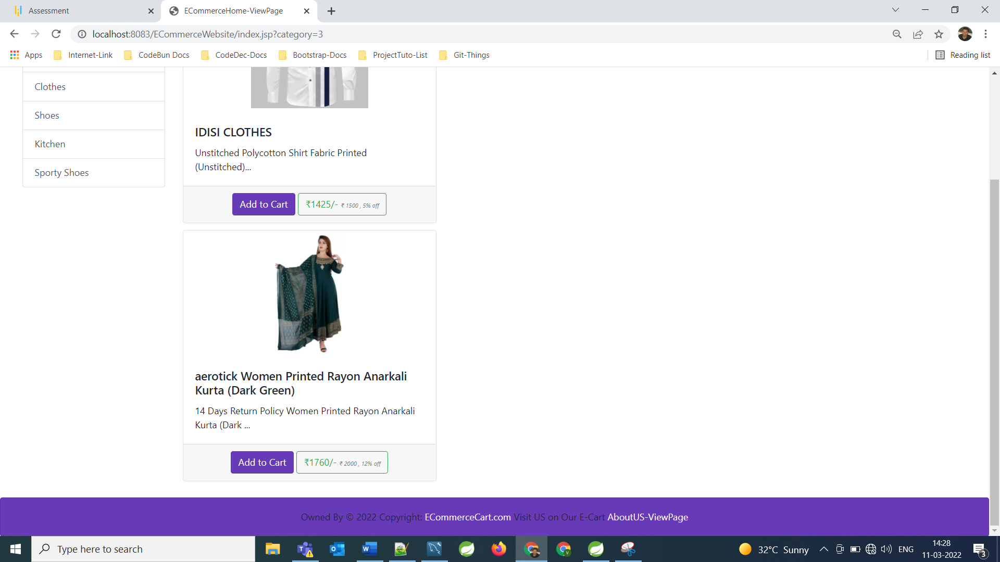 Assessment
ECommerceHome-ViewPage
localhost:8083/ECommerceWebsite/index.jsp?category=3
Apps
Internet-Link
CodeBun Docs
CodeDec-Docs
Bootstrap-Docs
ProjectTuto-List
Git-Things
Reading list
Clothes
Shoes
Kitchen
Sporty Shoes
IDISI CLOTHES
Unstitched Polycotton Shirt Fabric Printed
(Unstitched)...
Add to Cart
₹1425/- ₹ 1500 , 5% off
aerotick Women Printed Rayon Anarkali
Kurta (Dark Green)
14 Days Return Policy Women Printed Rayon Anarkali
Kurta (Dark ...
Add to Cart
₹1760/- ₹ 2000 , 12% off
Owned By © 2022 Copyright: ECommerceCart.com Visit US on Our E-Cart AboutUS-ViewPage
Type here to search
32°C Sunny
ENG
14:28
11-03-2022
3